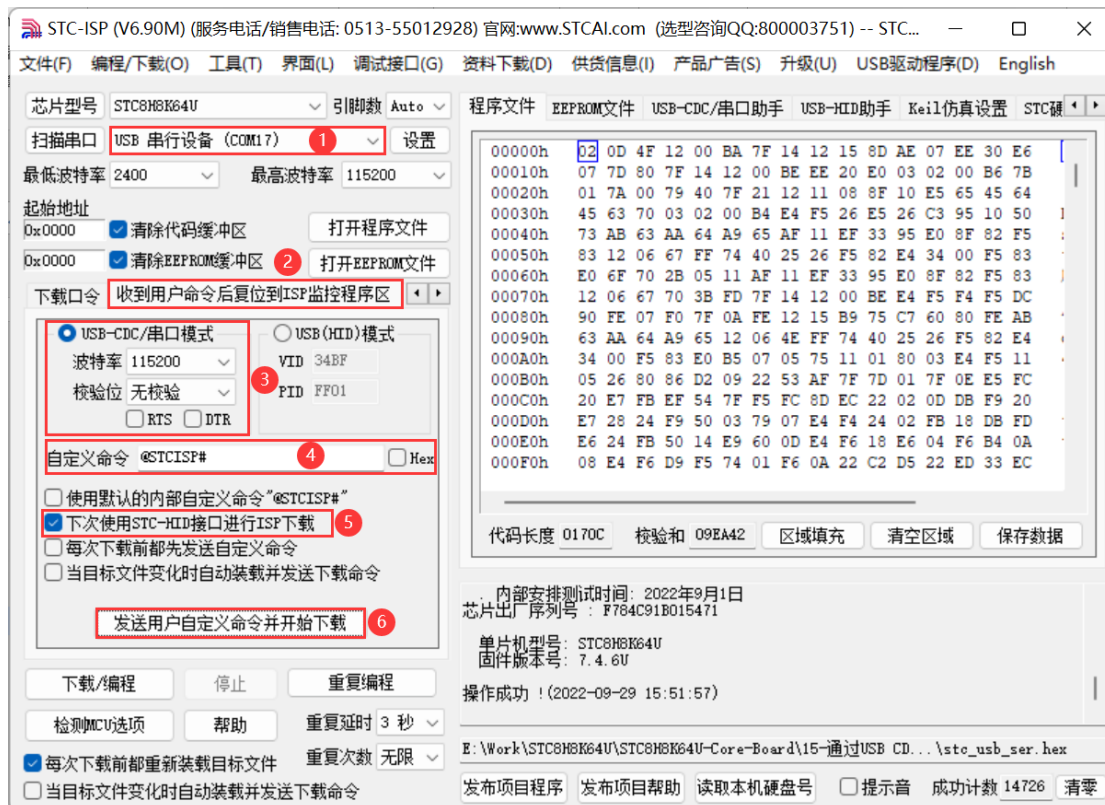 STC-ISP (V6.90M) (服务电话/销售电话: 0513-55012928) 官网:www.STCAI.com (选型咨询QQ:800003751) -- STC...
文件(F) 编程/下载(O) 工具(T) 界面(L) 调试接口(G) 资料下载(D) 供货信息(I) 产品广告(S) 升级(U) USB驱动程序(D) English
芯片型号 STC8H8K64U 引脚数 Auto
扫描串口 USB 串行设备 (COM17) 1 设置
最低波特率 2400 最高波特率 115200
起始地址
0x0000 清除代码缓冲区 打开程序文件
0x0000 清除EEPROM缓冲区 2 打开EEPROM文件
下载口令 收到用户命令后复位到ISP监控程序区
USB-CDC/串口模式 USB(HID)模式
波特率 115200 VID 34BF
3
校验位 无校验 PID FF01
RTS DTR
自定义命令 @STCISP# 4 Hex
使用默认的内部自定义命令"@STCISP#"
下次使用STC-HID接口进行ISP下载 5
每次下载前都先发送自定义命令
当目标文件变化时自动装载并发送下载命令
发送用户自定义命令并开始下载 6
下载/编程 停止 重复编程
检测MCU选项 帮助 重复延时 3 秒
每次下载前都重新装载目标文件 重复次数 无限
当目标文件变化时自动装载并发送下载命令
程序文件 EEPROM文件 USB-CDC/串口助手 USB-HID助手 Keil仿真设置 STC硬
00000h 02 0D 4F 12 00 BA 7F 14 12 15 8D AE 07 EE 30 E6
00010h 07 7D 80 7F 14 12 00 BE EE 20 E0 03 02 00 B6 7B
00020h 01 7A 00 79 40 7F 21 12 11 08 8F 10 E5 65 45 64
00030h 45 63 70 03 02 00 B4 E4 F5 26 E5 26 C3 95 10 50
00040h 73 AB 63 AA 64 A9 65 AF 11 EF 33 95 E0 8F 82 F5
00050h 83 12 06 67 FF 74 40 25 26 F5 82 E4 34 00 F5 83
00060h E0 6F 70 2B 05 11 AF 11 EF 33 95 E0 8F 82 F5 83
00070h 12 06 67 70 3B FD 7F 14 12 00 BE E4 F5 F4 F5 DC
00080h 90 FE 07 F0 7F 0A FE 12 15 B9 75 C7 60 80 FE AB
00090h 63 AA 64 A9 65 12 06 4E FF 74 40 25 26 F5 82 E4
000A0h 34 00 F5 83 E0 B5 07 05 75 11 01 80 03 E4 F5 11
000B0h 05 26 80 86 D2 09 22 53 AF 7F 7D 01 7F 0E E5 FC
000C0h 20 E7 FB EF 54 7F F5 FC 8D EC 22 02 0D DB F9 20
000D0h E7 28 24 F9 50 03 79 07 E4 F4 24 02 FB 18 DB FD
000E0h E6 24 FB 50 14 E9 60 0D E4 F6 18 E6 04 F6 B4 0A
000F0h 08 E4 F6 D9 F5 74 01 F6 0A 22 C2 D5 22 ED 33 EC
代码长度 0170C 校验和 09EA42 区域填充 清空区域 保存数据
. 内部安排测试时间: 2022年9月1日
芯片出厂序列号 : F784C91B015471
单片机型号: STC8H8K64U
固件版本号: 7.4.6U
操作成功 !(2022-09-29 15:51:57)
E:\Work\STC8H8K64U\STC8H8K64U-Core-Board\15-通过USB CD...\stc_usb_ser.hex
发布项目程序 发布项目帮助 读取本机硬盘号 提示音 成功计数 14726 清零